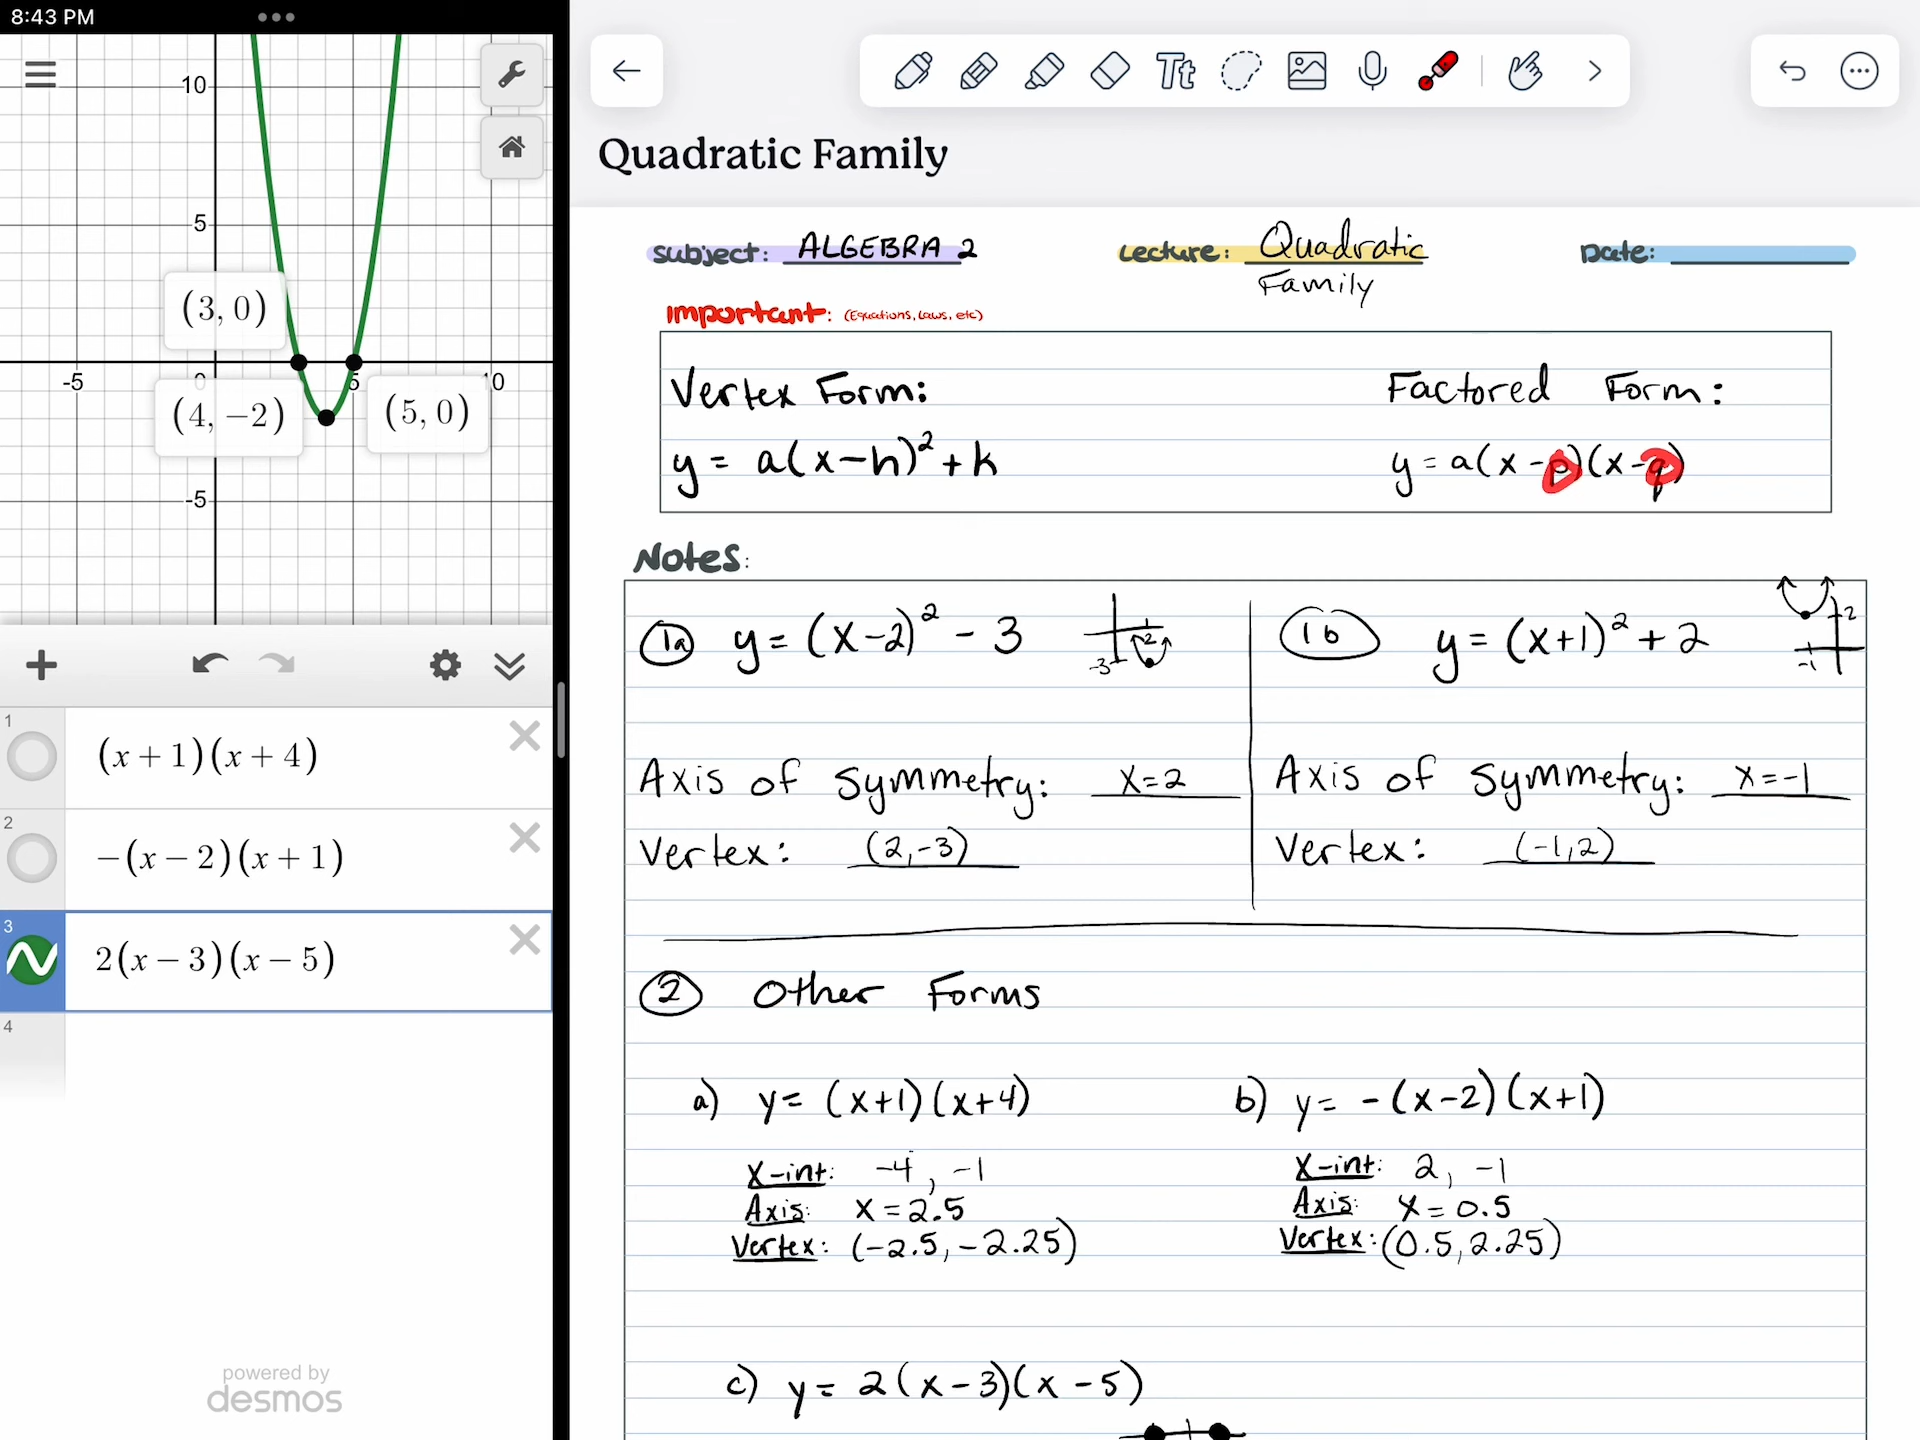 8:43 PM
10
5
(3, 0)
-5
0
5
10
(4, −2)
(5, 0)
-5
1
(x + 1)(x + 4)
2
−(x − 2)(x + 1)
3
2(x − 3)(x − 5)
4
powered by
desmos
Tt
Quadratic Family
Subject: ALGEBRA 2
Lecture: Quadratic
Family
Date:
Important: (Equations, Laws, etc)
Vertex Form:
Factored Form:
y = a(x-h)² + k
y = a(x-p)(x-q)
Notes:
1a y = (x-2)² - 3
2
-3
1b y = (x+1)² + 2
2
-1
Axis of Symmetry: x=2
Axis of Symmetry: x=-1
Vertex: (2,-3)
Vertex: (-1,2)
2 Other Forms
a) y = (x+1)(x+4)
b) y = -(x-2)(x+1)
X-int: -4, -1
X-int: 2, -1
Axis: x = 2.5
Axis: x = 0.5
Vertex: (-2.5, -2.25)
Vertex: (0.5, 2.25)
c) y = 2(x-3)(x-5)